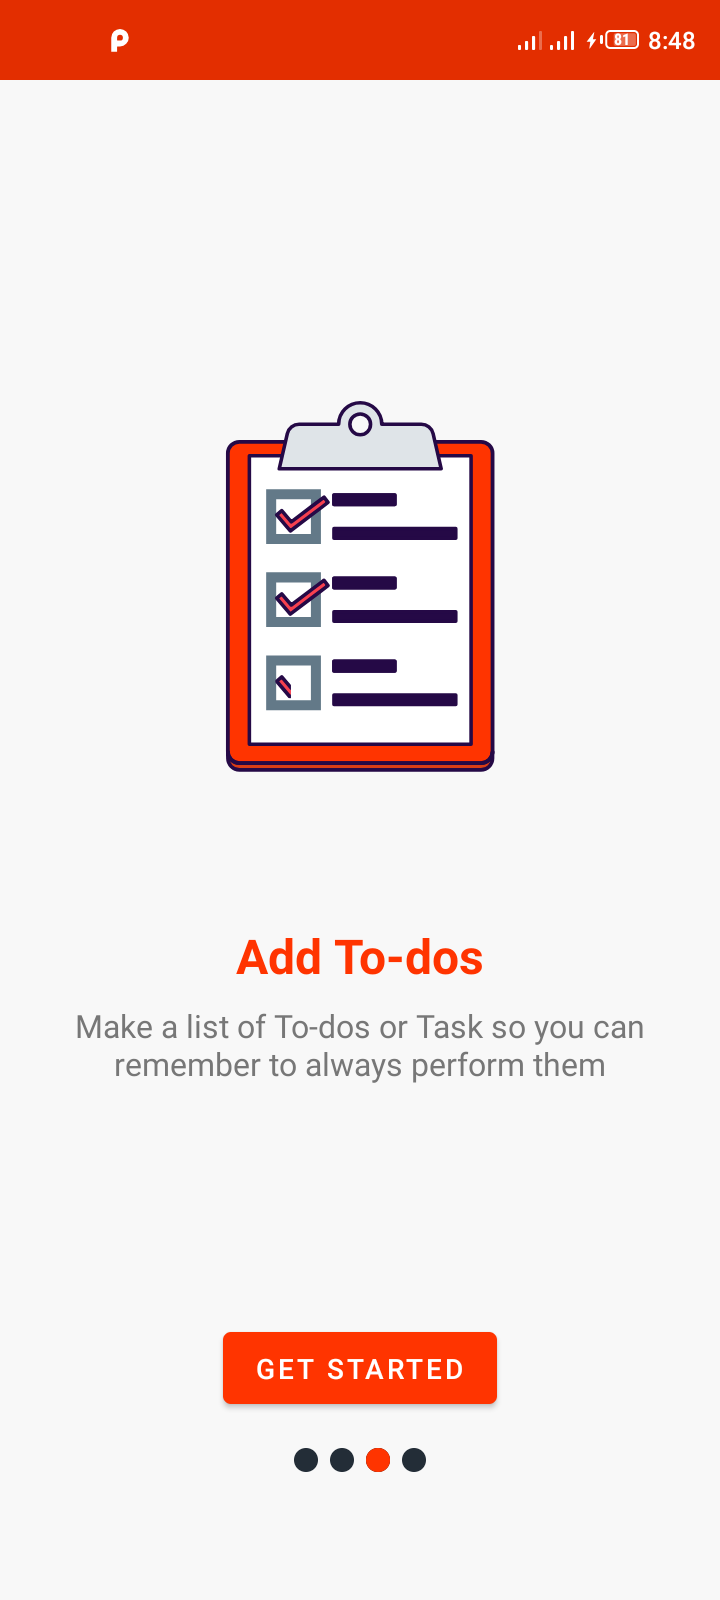 81 8:48
Add To-dos
Make a list of To-dos or Task so you can
remember to always perform them
GET STARTED